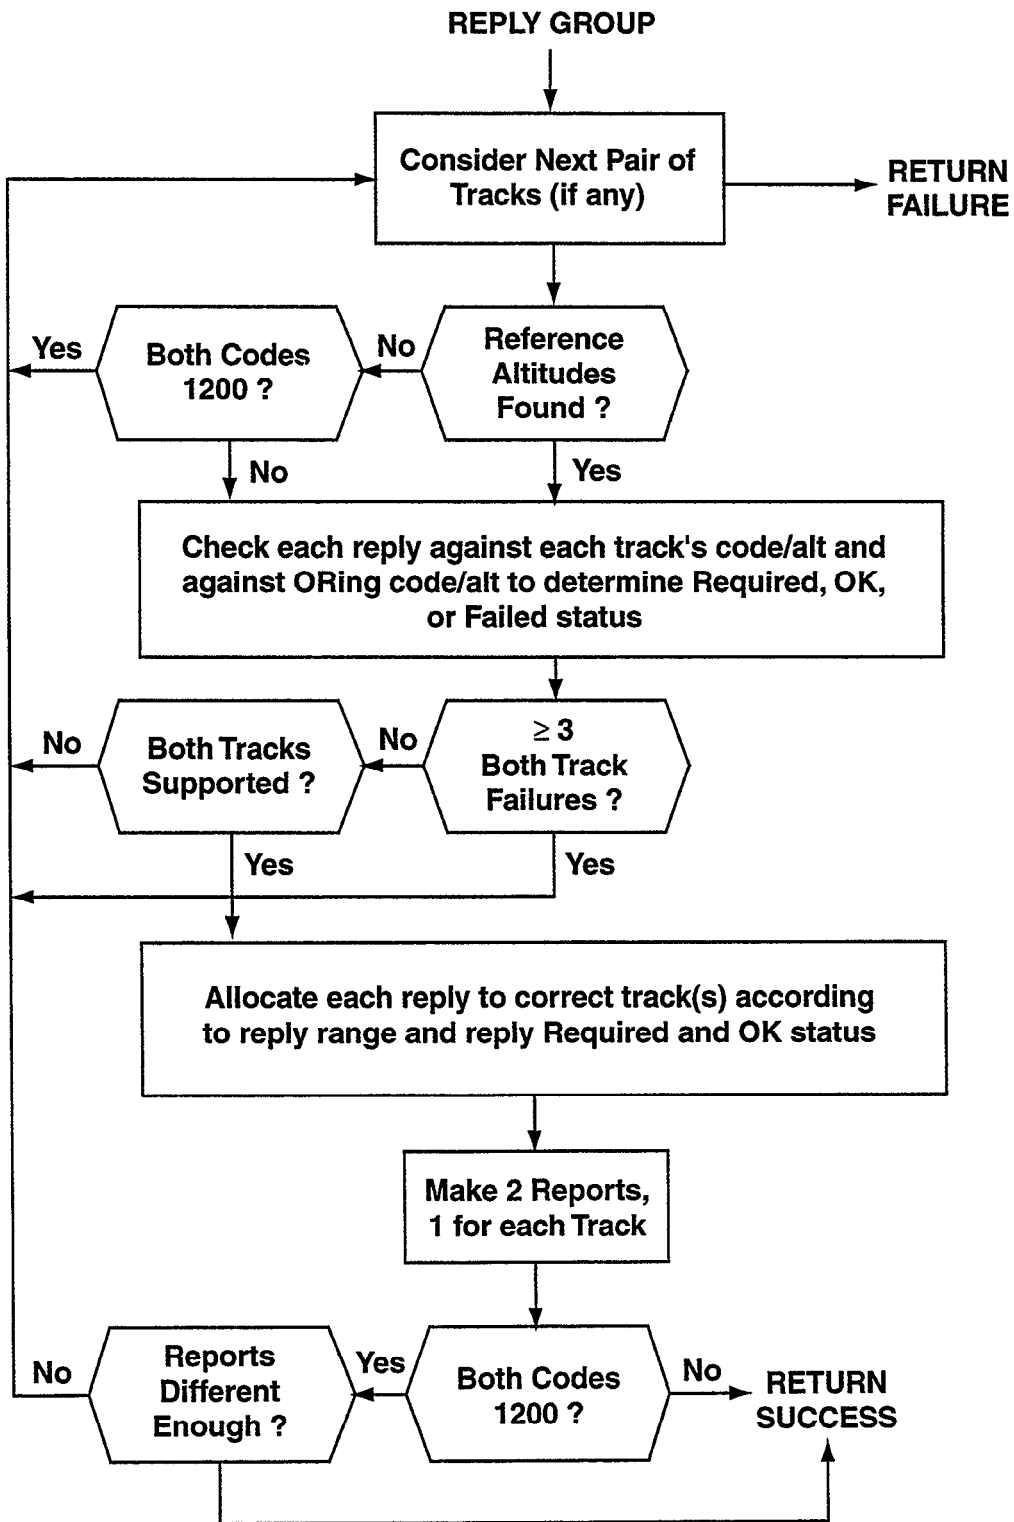 REPLY GROUP
Consider Next Pair of
Tracks (if any)
RETURN
FAILURE
Reference
Altitudes
Found ?
No
Both Codes
1200 ?
Yes
No
Yes
Check each reply against each track's code/alt and
against ORing code/alt to determine Required, OK,
or Failed status
≥ 3
Both Track
Failures ?
No
Both Tracks
Supported ?
No
Yes
Yes
Allocate each reply to correct track(s) according
to reply range and reply Required and OK status
Make 2 Reports,
1 for each Track
Both Codes
1200 ?
No
RETURN
SUCCESS
Yes
Reports
Different
Enough ?
No